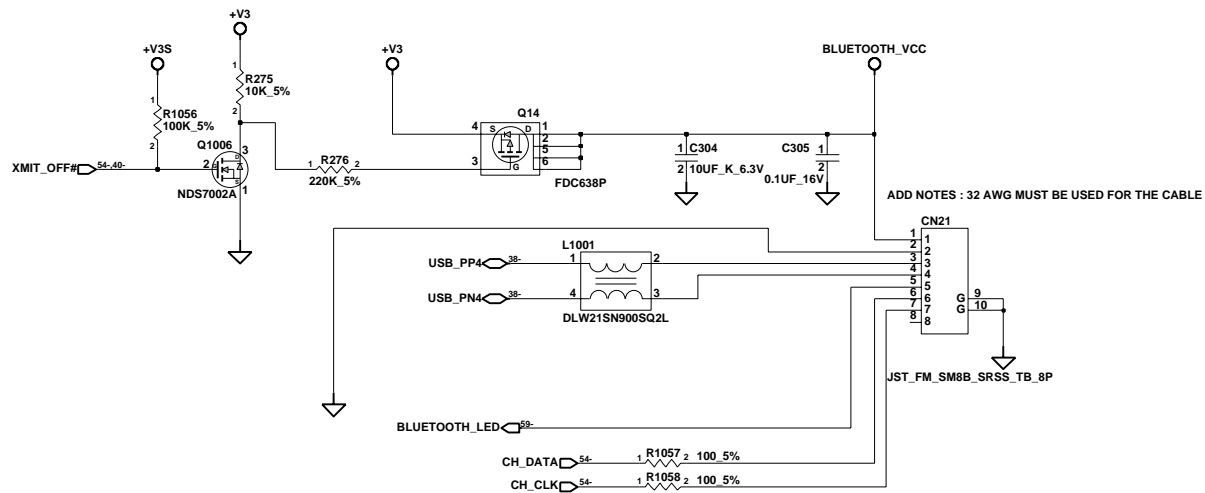 +V3
+V3S
+V3
BLUETOOTH_VCC
1
R275
10K_5%
2
1
R1056
100K_5%
2
Q1006
3
2
G
D
S
1
NDS7002A
XMIT_OFF#
54-,40-
1 R276 2
220K_5%
Q14
4 S D 1
2
5
3 G 6
FDC638P
1 C304
2 10UF_K_6.3V
C305
1
2
0.1UF_16V
ADD NOTES : 32 AWG MUST BE USED FOR THE CABLE
CN21
1 1
2 2
3 3
4 4
5 5
6 6
7 7
8 8
G 9
G 10
JST_FM_SM8B_SRSS_TB_8P
L1001
USB_PP4 38- 1 2
USB_PN4 38- 4 3
DLW21SN900SQ2L
BLUETOOTH_LED 59-
CH_DATA 54- 1 R1057 2 100_5%
CH_CLK 54- 1 R1058 2 100_5%